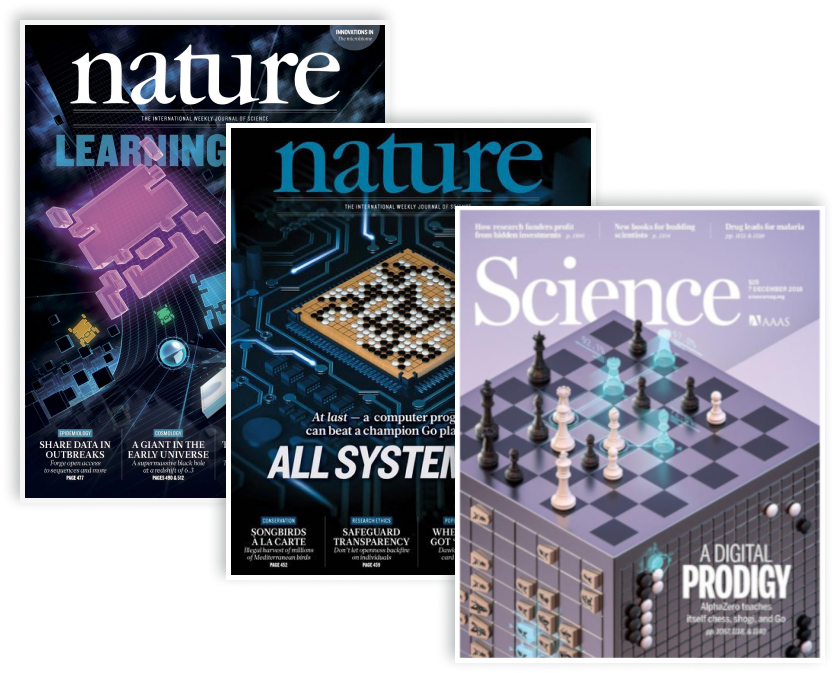 INNOVATIONS IN
The microbiome
nature
THE INTERNATIONAL WEEKLY JOURNAL OF SCIENCE
LEARNING
EPIDEMIOLOGY
SHARE DATA IN
OUTBREAKS
Forge open access
to sequences and more
PAGE 477
COSMOLOGY
A GIANT IN THE
EARLY UNIVERSE
A supermassive black hole
at a redshift of 6.3
PAGES 490 & 512
nature
THE INTERNATIONAL WEEKLY JOURNAL OF
At last — a computer
can beat a champion Go
ALL SYSTEM
CONSERVATION
SONGBIRDS
À LA CARTE
Illegal harvest of millions
of Mediterranean birds
PAGE 452
RESEARCH ETHICS
SAFEGUARD
TRANSPARENCY
Don't let openness backfire
on individuals
PAGE 459
How research funders profit
from hidden investments
New books for budding
scientists
Drug leads for malaria
Science
7 DECEMBER 2018
AAAS
A DIGITAL
PRODIGY
AlphaZero teaches
itself chess, shogi, and Go